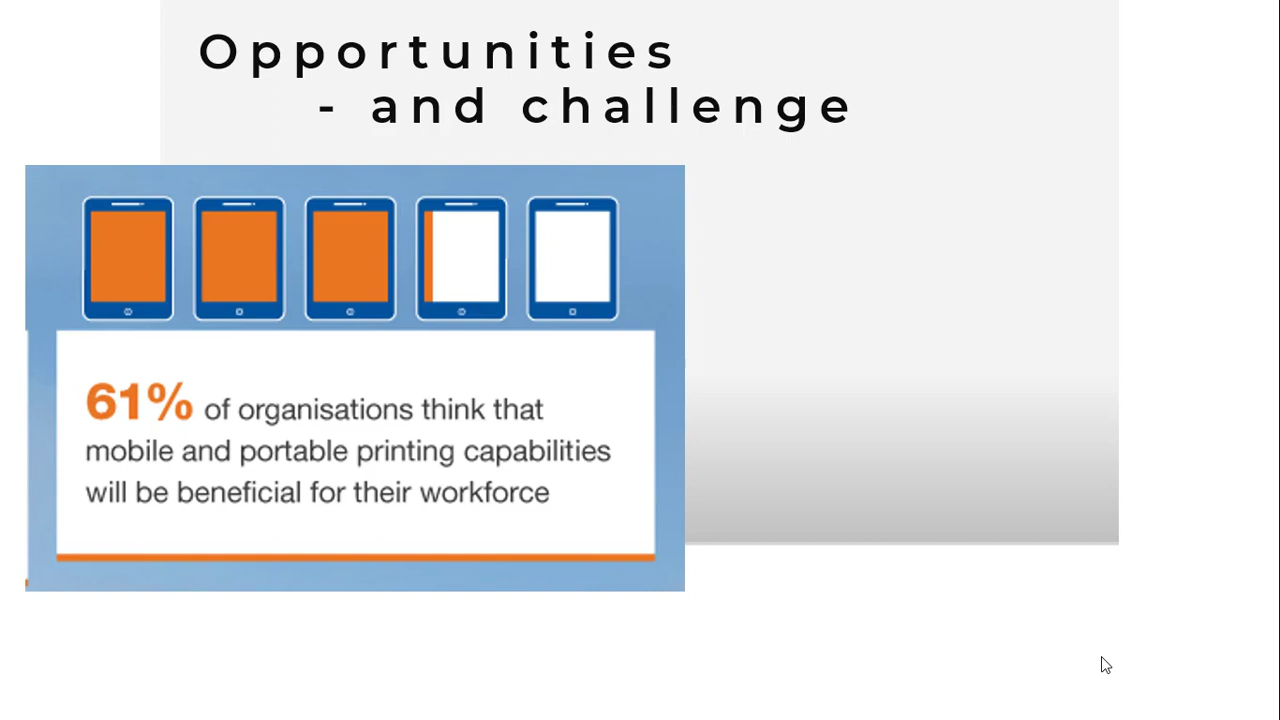 Opportunities
- and challenge
61% of organisations think that
mobile and portable printing capabilities
will be beneficial for their workforce